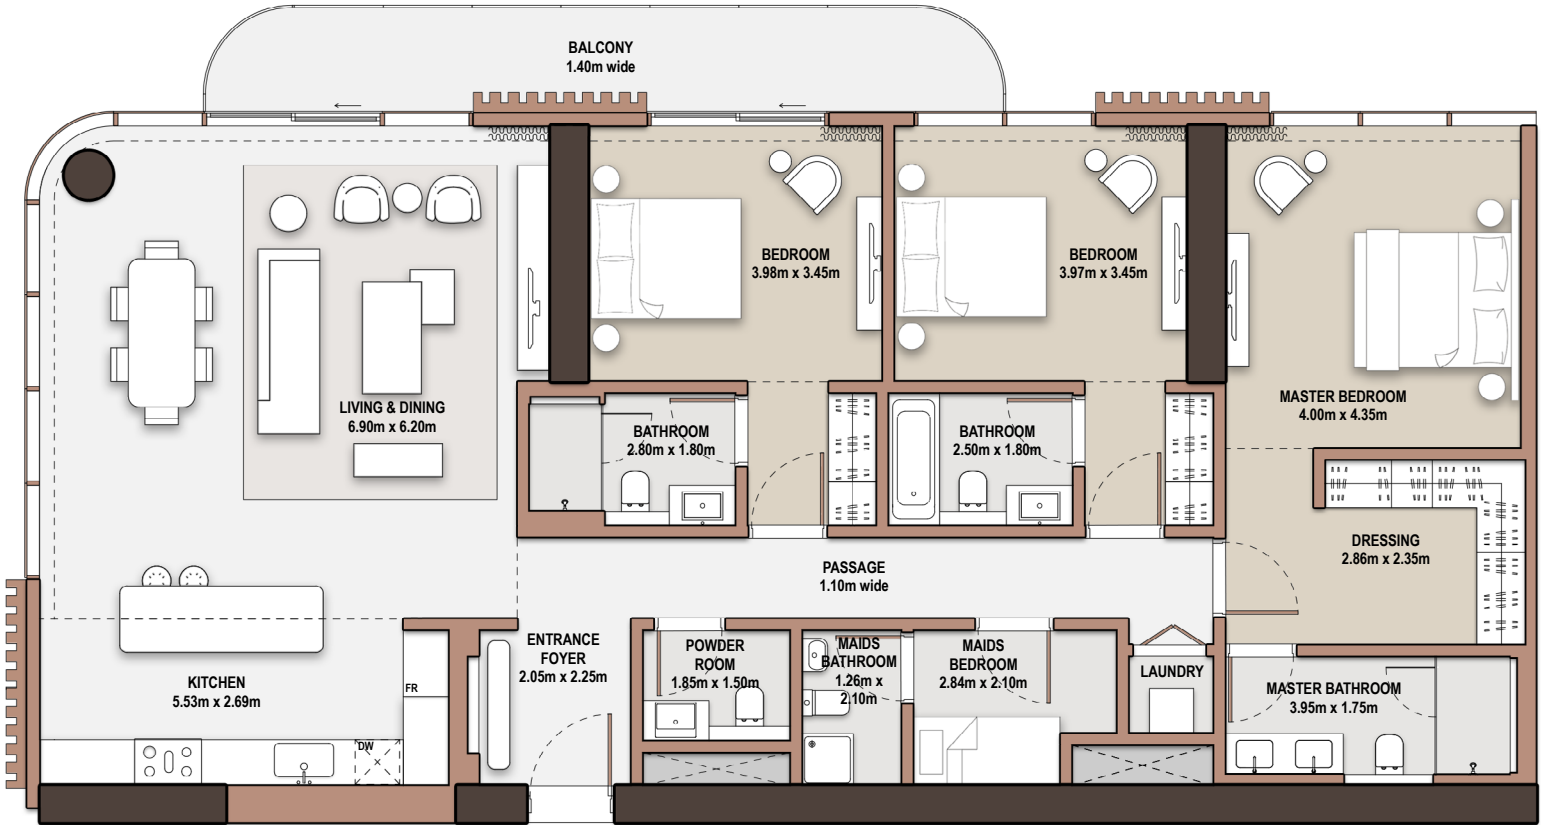 BALCONY
1.40m wide
BEDROOM
3.98m x 3.45m
BEDROOM
3.97m x 3.45m
MASTER BEDROOM
4.00m x 4.35m
LIVING & DINING
6.90m x 6.20m
BATHROOM
2.80m x 1.80m
BATHROOM
2.50m x 1.80m
DRESSING
2.86m x 2.35m
PASSAGE
1.10m wide
ENTRANCE
FOYER
2.05m x 2.25m
POWDER
ROOM
1.85m x 1.50m
MAIDS
BATHROOM
1.26m x
2.10m
MAIDS
BEDROOM
2.84m x 2.10m
LAUNDRY
MASTER BATHROOM
3.95m x 1.75m
KITCHEN
5.53m x 2.69m
FR
DW